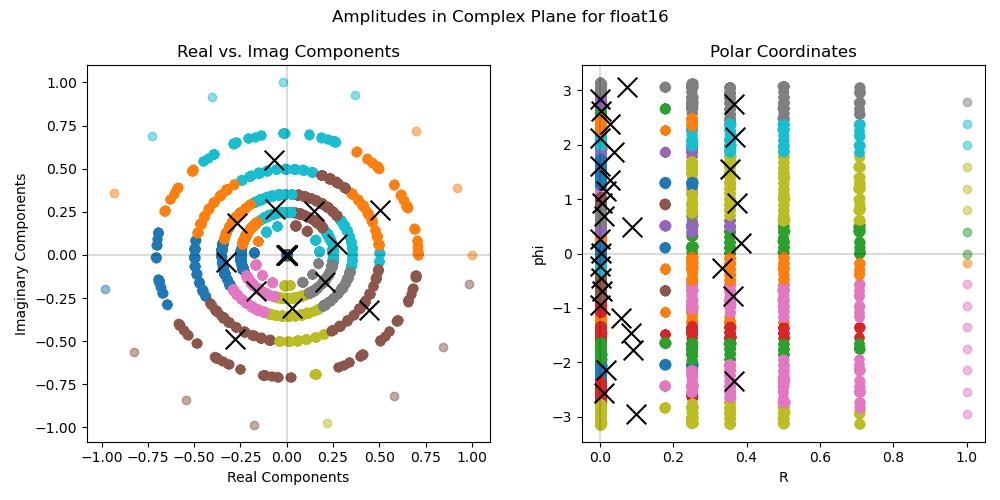 Amplitudes in Complex Plane for float16
Real vs. Imag Components
Polar Coordinates
Imaginary Components
1.00
0.75
0.50
0.25
0.00
−0.25
−0.50
−0.75
−1.00
−1.00 −0.75 −0.50 −0.25 0.00 0.25 0.50 0.75 1.00
Real Components
phi
3
2
1
0
−1
−2
−3
0.0 0.2 0.4 0.6 0.8 1.0
R